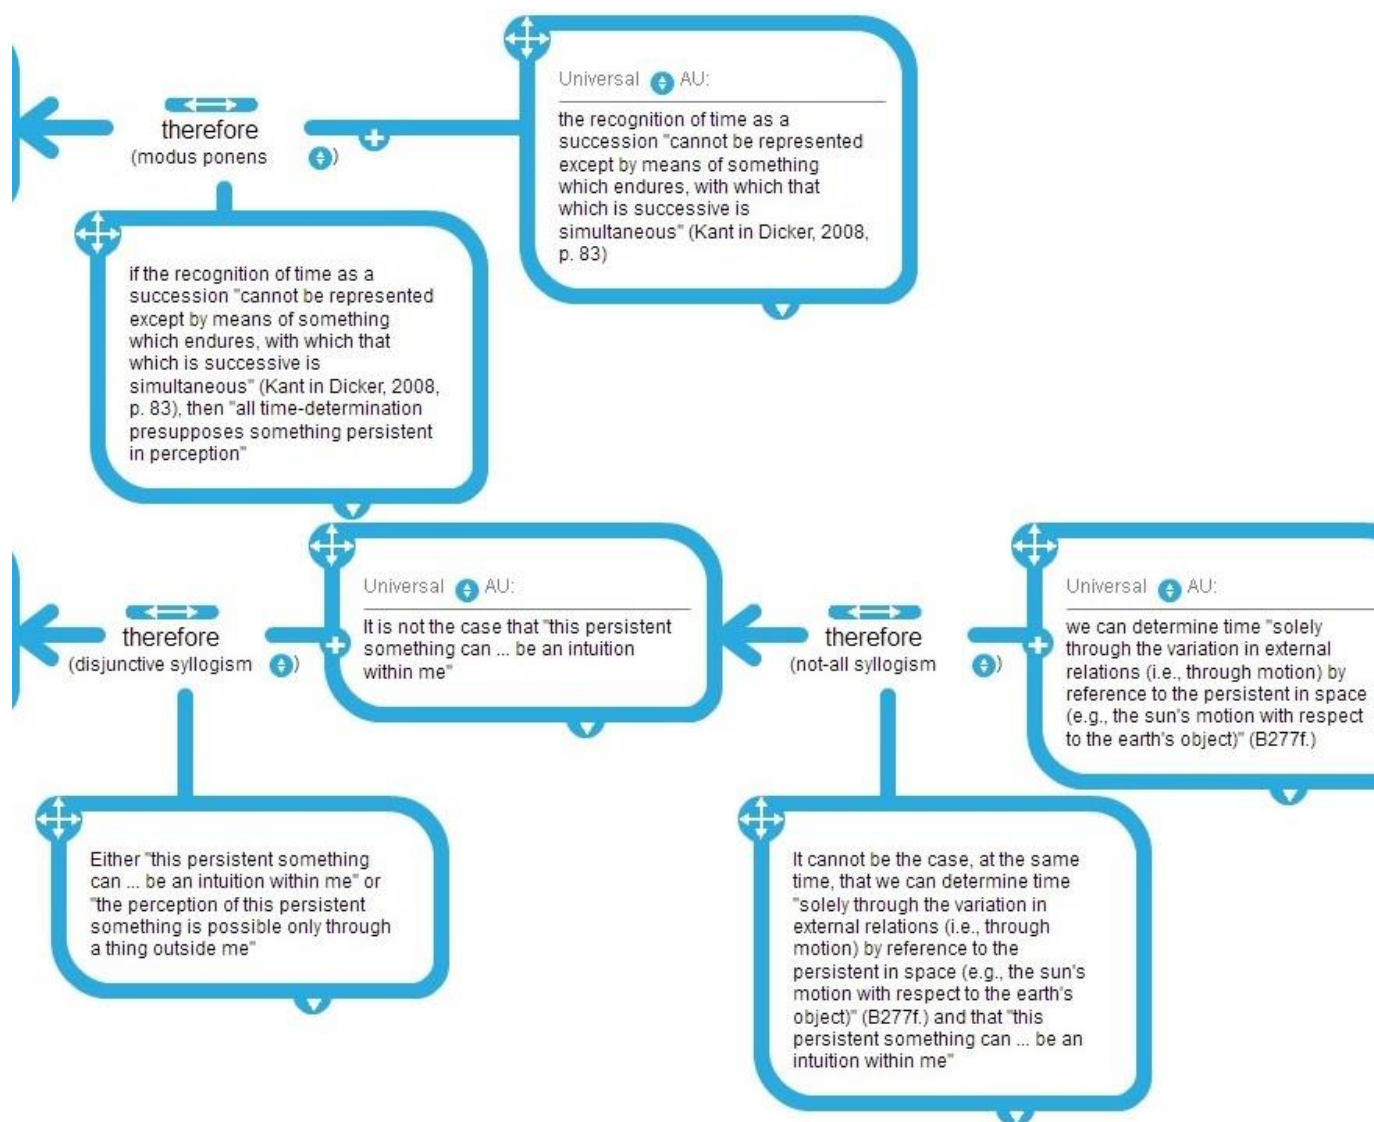 Universal AU:
the recognition of time as a
succession "cannot be represented
except by means of something
which endures, with which that
which is successive is
simultaneous" (Kant in Dicker, 2008,
p. 83)
therefore
(modus ponens )
if the recognition of time as a
succession "cannot be represented
except by means of something
which endures, with which that
which is successive is
simultaneous" (Kant in Dicker, 2008,
p. 83), then "all time-determination
presupposes something persistent
in perception"
therefore
(disjunctive syllogism )
Universal AU:
It is not the case that "this persistent
something can ... be an intuition
within me"
therefore
(not-all syllogism )
Universal AU:
we can determine time "solely
through the variation in external
relations (i.e., through motion) by
reference to the persistent in space
(e.g., the sun's motion with respect
to the earth's object)" (B277f.)
Either "this persistent something
can ... be an intuition within me" or
"the perception of this persistent
something is possible only through
a thing outside me"
It cannot be the case, at the same
time, that we can determine time
"solely through the variation in
external relations (i.e., through
motion) by reference to the
persistent in space (e.g., the sun's
motion with respect to the earth's
object)" (B277f.) and that "this
persistent something can ... be an
intuition within me"